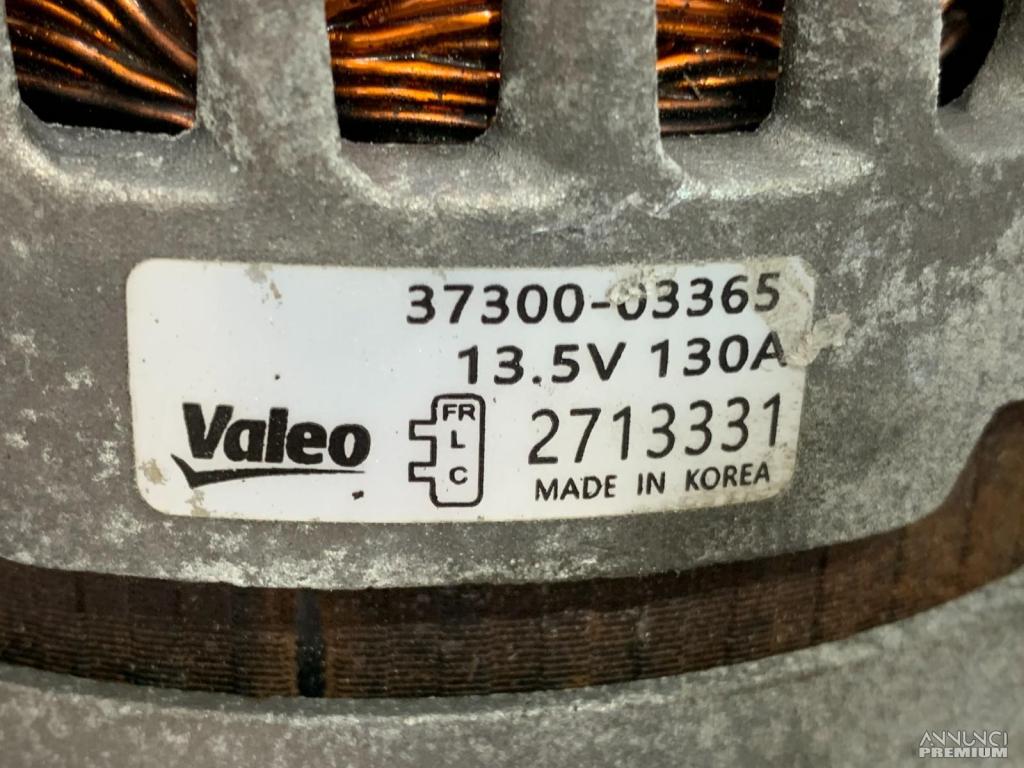 37300-03365
13.5V 130A
Valeo
FR
L
C
2713331
MADE IN KOREA
ANNUNCI
PREMIUM